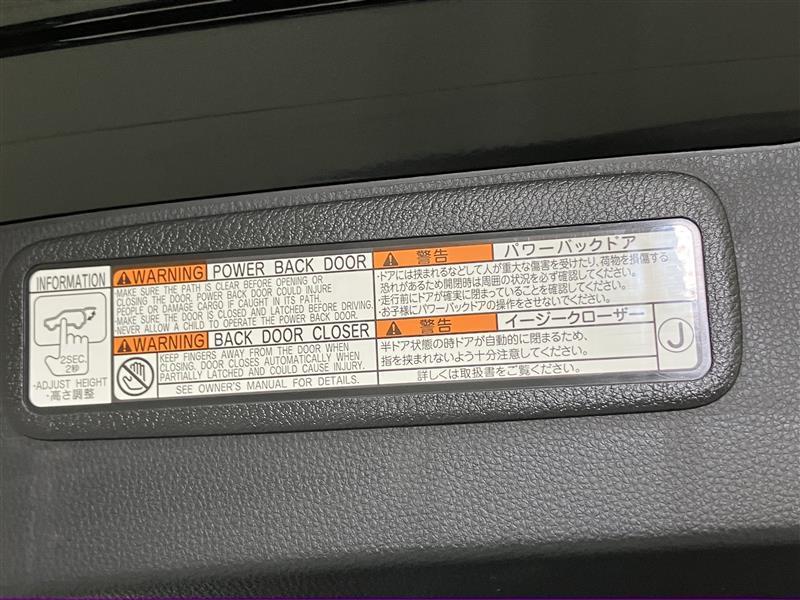 INFORMATION
2SEC.
2秒
・ADJUST HEIGHT
・高さ調整
WARNING POWER BACK DOOR
・MAKE SURE THE PATH IS CLEAR BEFORE OPENING OR
CLOSING THE DOOR. POWER BACK DOOR COULD INJURE
PEOPLE OR DAMAGE CARGO IF CAUGHT IN ITS PATH.
・MAKE SURE THE DOOR IS CLOSED AND LATCHED BEFORE DRIVING.
・NEVER ALLOW A CHILD TO OPERATE THE POWER BACK DOOR.
WARNING BACK DOOR CLOSER
KEEP FINGERS AWAY FROM THE DOOR WHEN
CLOSING. DOOR CLOSES AUTOMATICALLY WHEN
PARTIALLY LATCHED AND COULD CAUSE INJURY.
SEE OWNER'S MANUAL FOR DETAILS.
警告 パワーバックドア
・ドアには挟まれるなどして人が重大な傷害を受けたり、荷物を損傷する
恐れがあるため開閉時は周囲の状況を必ず確認してください。
・走行前にドアが確実に閉まっていることを確認してください。
・お子様にパワーバックドアの操作をさせないでください。
警告 イージークローザー
半ドア状態の時ドアが自動的に閉まるため、
指を挟まれないよう十分注意してください。
詳しくは取扱書をご覧ください。
J